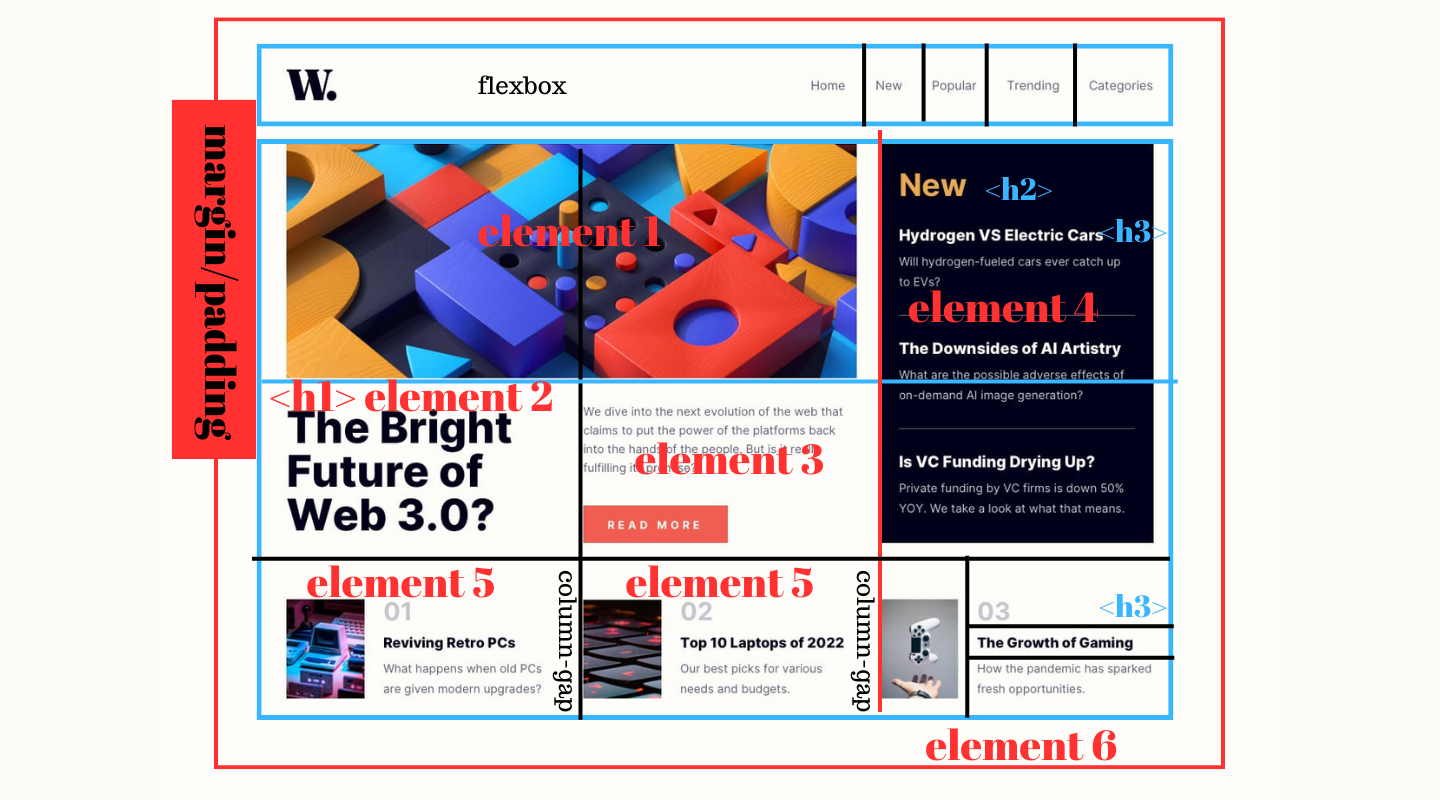 W.
flexbox
Home
New
Popular
Trending
Categories
margin/padding
element 1
New
<h2>
Hydrogen VS Electric Cars
<h3>
Will hydrogen-fueled cars ever catch up
to EVs?
element 4
The Downsides of AI Artistry
What are the possible adverse effects of
on-demand AI image generation?
Is VC Funding Drying Up?
Private funding by VC firms is down 50%
YOY. We take a look at what that means.
<h1> element 2
The Bright
Future of
Web 3.0?
We dive into the next evolution of the web that
claims to put the power of the platforms back
into the hands of the people. But is it really
fulfilling its promise?
element 3
READ MORE
element 5
01
Reviving Retro PCs
What happens when old PCs
are given modern upgrades?
column-gap
element 5
02
Top 10 Laptops of 2022
Our best picks for various
needs and budgets.
column-gap
03
<h3>
The Growth of Gaming
How the pandemic has sparked
fresh opportunities.
element 6